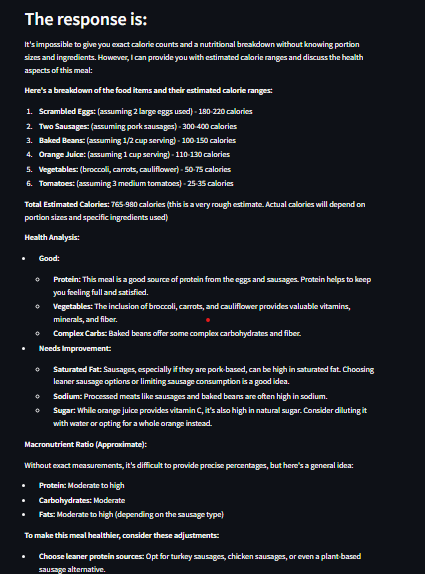 The response is:
It's impossible to give you exact calorie counts and a nutritional breakdown without knowing portion
sizes and ingredients. However, I can provide you with estimated calorie ranges and discuss the health
aspects of this meal:
Here's a breakdown of the food items and their estimated calorie ranges:
1. Scrambled Eggs: (assuming 2 large eggs used) - 180-220 calories
2. Two Sausages: (assuming pork sausages) - 300-400 calories
3. Baked Beans: (assuming 1/2 cup serving) - 100-150 calories
4. Orange Juice: (assuming 1 cup serving) - 110-130 calories
5. Vegetables: (broccoli, carrots, cauliflower) - 50-75 calories
6. Tomatoes: (assuming 3 medium tomatoes) - 25-35 calories
Total Estimated Calories: 765-980 calories (this is a very rough estimate. Actual calories will depend on
portion sizes and specific ingredients used)
Health Analysis:
• Good:
○ Protein: This meal is a good source of protein from the eggs and sausages. Protein helps to keep
you feeling full and satisfied.
○ Vegetables: The inclusion of broccoli, carrots, and cauliflower provides valuable vitamins,
minerals, and fiber.
○ Complex Carbs: Baked beans offer some complex carbohydrates and fiber.
• Needs Improvement:
○ Saturated Fat: Sausages, especially if they are pork-based, can be high in saturated fat. Choosing
leaner sausage options or limiting sausage consumption is a good idea.
○ Sodium: Processed meats like sausages and baked beans are often high in sodium.
○ Sugar: While orange juice provides vitamin C, it's also high in natural sugar. Consider diluting it
with water or opting for a whole orange instead.
Macronutrient Ratio (Approximate):
Without exact measurements, it's difficult to provide precise percentages, but here's a general idea:
• Protein: Moderate to high
• Carbohydrates: Moderate
• Fats: Moderate to high (depending on the sausage type)
To make this meal healthier, consider these adjustments:
• Choose leaner protein sources: Opt for turkey sausages, chicken sausages, or even a plant-based
sausage alternative.